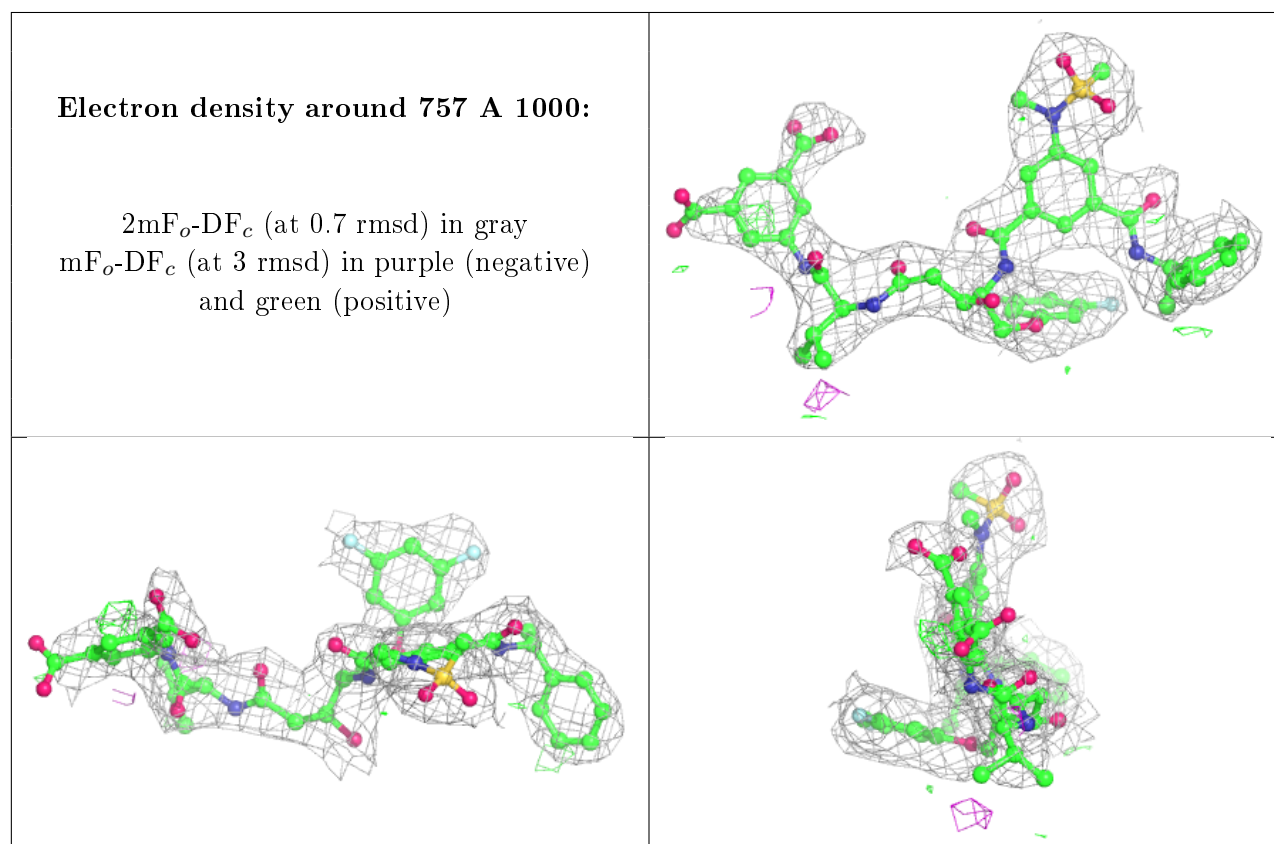 Electron density around 757 A 1000:
2mFo-DFc (at 0.7 rmsd) in gray
mFo-DFc (at 3 rmsd) in purple (negative)
and green (positive)